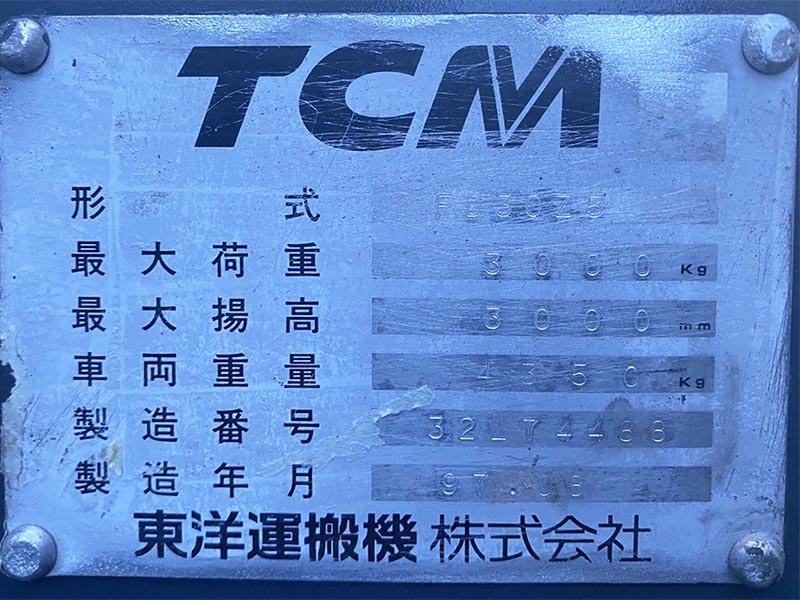 TCM
形式 FD30Z5
最大荷重 3000 Kg
最大揚高 3000 mm
車両重量 4350 Kg
製造番号 32L74488
製造年月 97.08
東洋運搬機株式会社